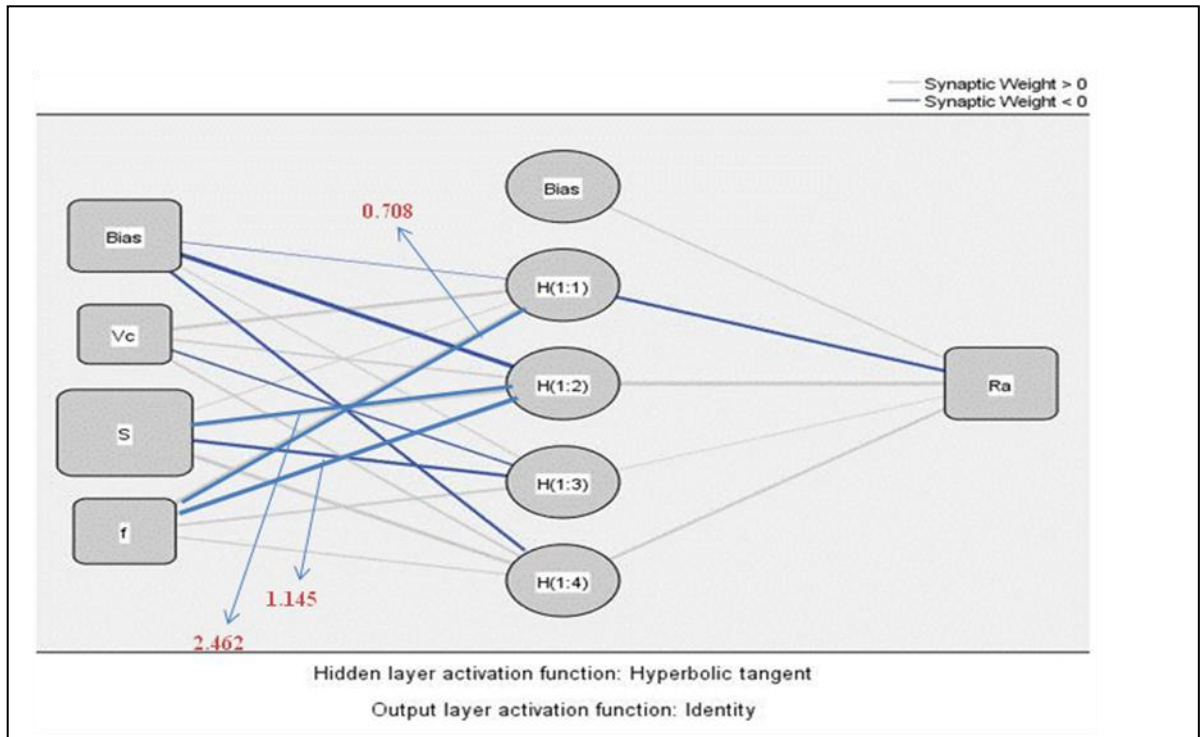 Synaptic Weight > 0
Synaptic Weight < 0
Bias
Bias
0.708
H(1:1)
Vc
H(1:2)
Ra
S
H(1:3)
f
H(1:4)
1.145
2.462
Hidden layer activation function: Hyperbolic tangent
Output layer activation function: Identity